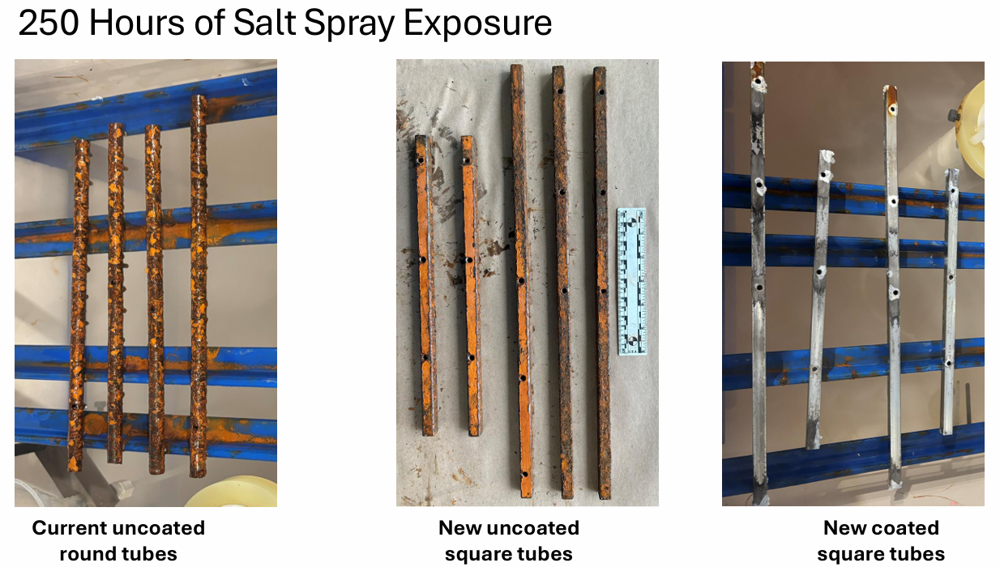 250 Hours of Salt Spray Exposure
Current uncoated
round tubes
New uncoated
square tubes
New coated
square tubes